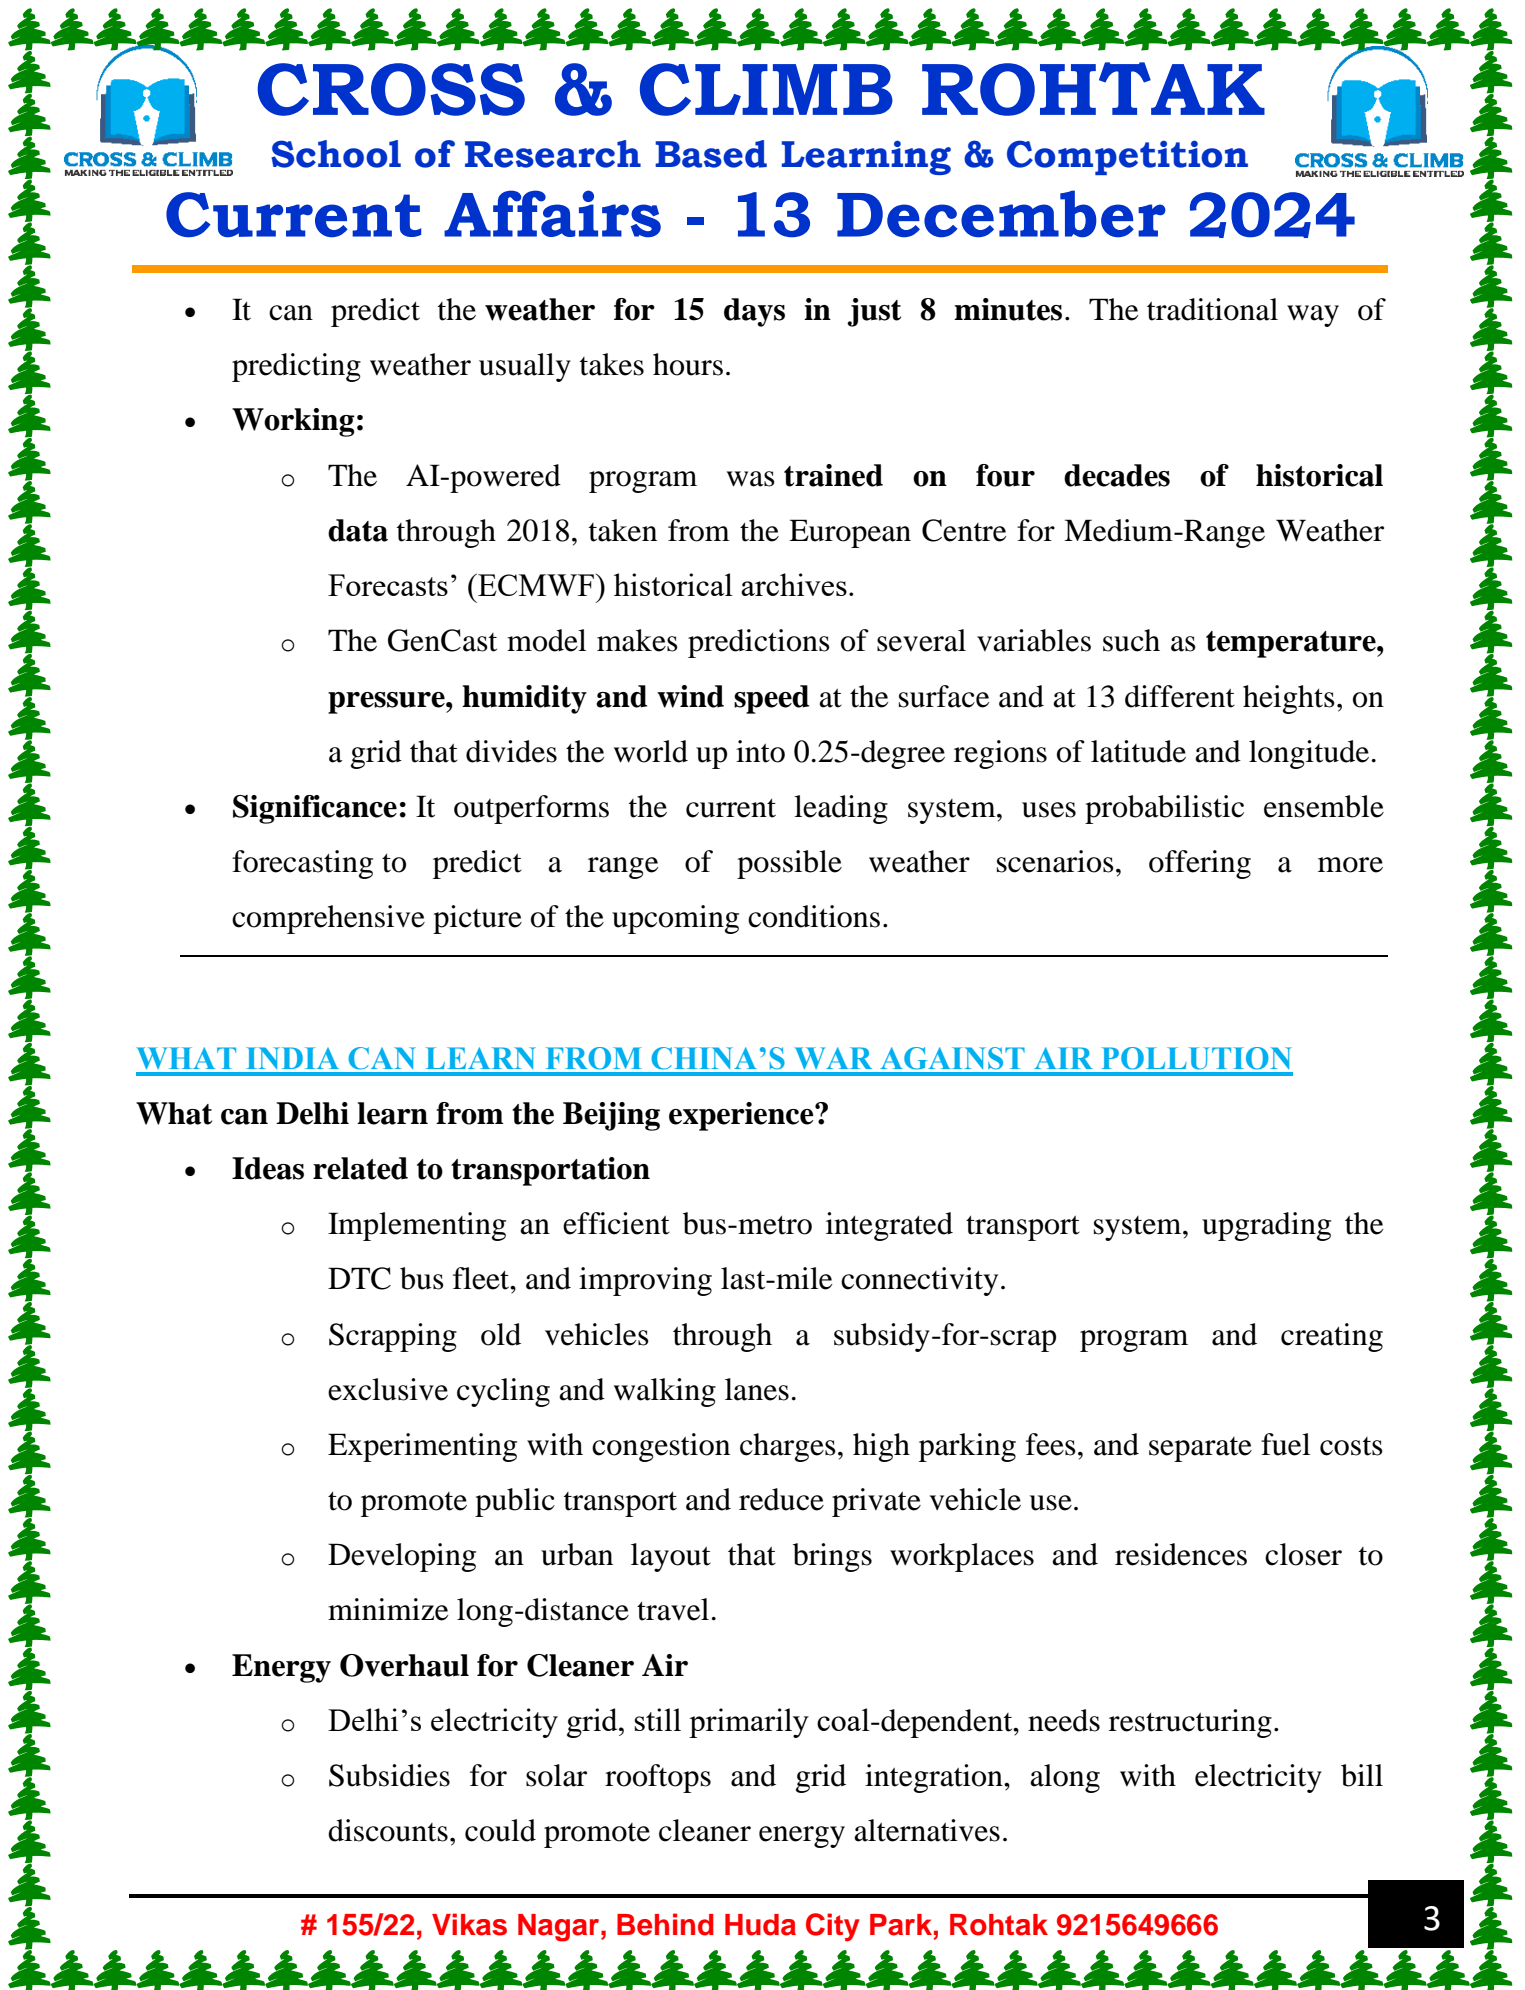 CROSS & CLIMB ROHTAK
School of Research Based Learning & Competition
CROSS & CLIMB
MAKING THE ELIGIBLE ENTITLED
CROSS & CLIMB
MAKING THE ELIGIBLE ENTITLED
Current Affairs - 13 December 2024
• It can predict the weather for 15 days in just 8 minutes. The traditional way of
predicting weather usually takes hours.
• Working:
o The AI-powered program was trained on four decades of historical
data through 2018, taken from the European Centre for Medium-Range Weather
Forecasts’ (ECMWF) historical archives.
o The GenCast model makes predictions of several variables such as temperature,
pressure, humidity and wind speed at the surface and at 13 different heights, on
a grid that divides the world up into 0.25-degree regions of latitude and longitude.
• Significance: It outperforms the current leading system, uses probabilistic ensemble
forecasting to predict a range of possible weather scenarios, offering a more
comprehensive picture of the upcoming conditions.
WHAT INDIA CAN LEARN FROM CHINA’S WAR AGAINST AIR POLLUTION
What can Delhi learn from the Beijing experience?
• Ideas related to transportation
o Implementing an efficient bus-metro integrated transport system, upgrading the
DTC bus fleet, and improving last-mile connectivity.
o Scrapping old vehicles through a subsidy-for-scrap program and creating
exclusive cycling and walking lanes.
o Experimenting with congestion charges, high parking fees, and separate fuel costs
to promote public transport and reduce private vehicle use.
o Developing an urban layout that brings workplaces and residences closer to
minimize long-distance travel.
• Energy Overhaul for Cleaner Air
o Delhi’s electricity grid, still primarily coal-dependent, needs restructuring.
o Subsidies for solar rooftops and grid integration, along with electricity bill
discounts, could promote cleaner energy alternatives.
# 155/22, Vikas Nagar, Behind Huda City Park, Rohtak 9215649666
3